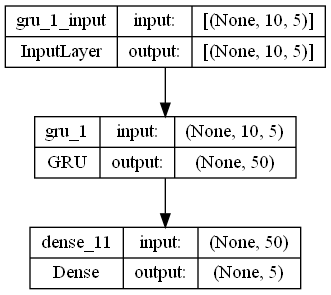 gru_1_input input: [(None, 10, 5)]
InputLayer output: [(None, 10, 5)]
gru_1 input: (None, 10, 5)
GRU output: (None, 50)
dense_11 input: (None, 50)
Dense output: (None, 5)